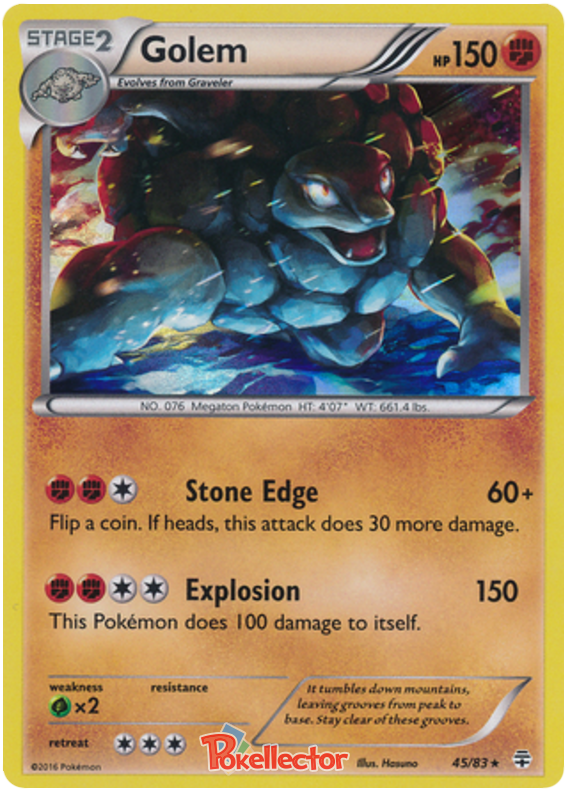 STAGE2
Golem
HP150
Evolves from Graveler
NO. 076 Megaton Pokémon HT: 4'07" WT: 661.4 lbs.
Stone Edge 60+
Flip a coin. If heads, this attack does 30 more damage.
Explosion 150
This Pokémon does 100 damage to itself.
weakness resistance
×2
retreat
It tumbles down mountains,
leaving grooves from peak to
base. Stay clear of these grooves.
©2016 Pokémon
Pokellector
Illus. Hasuno
45/83 ★